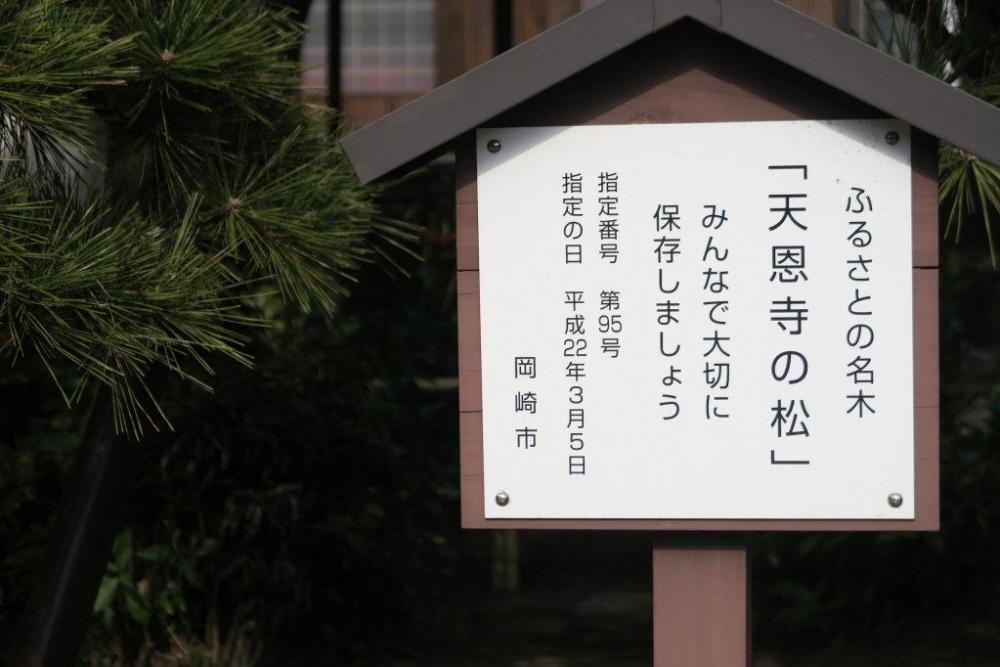 ふるさとの名木
「天恩寺の松」
みんなで大切に
保存しましょう
指定番号　第95号
指定の日　平成22年3月5日
岡崎市